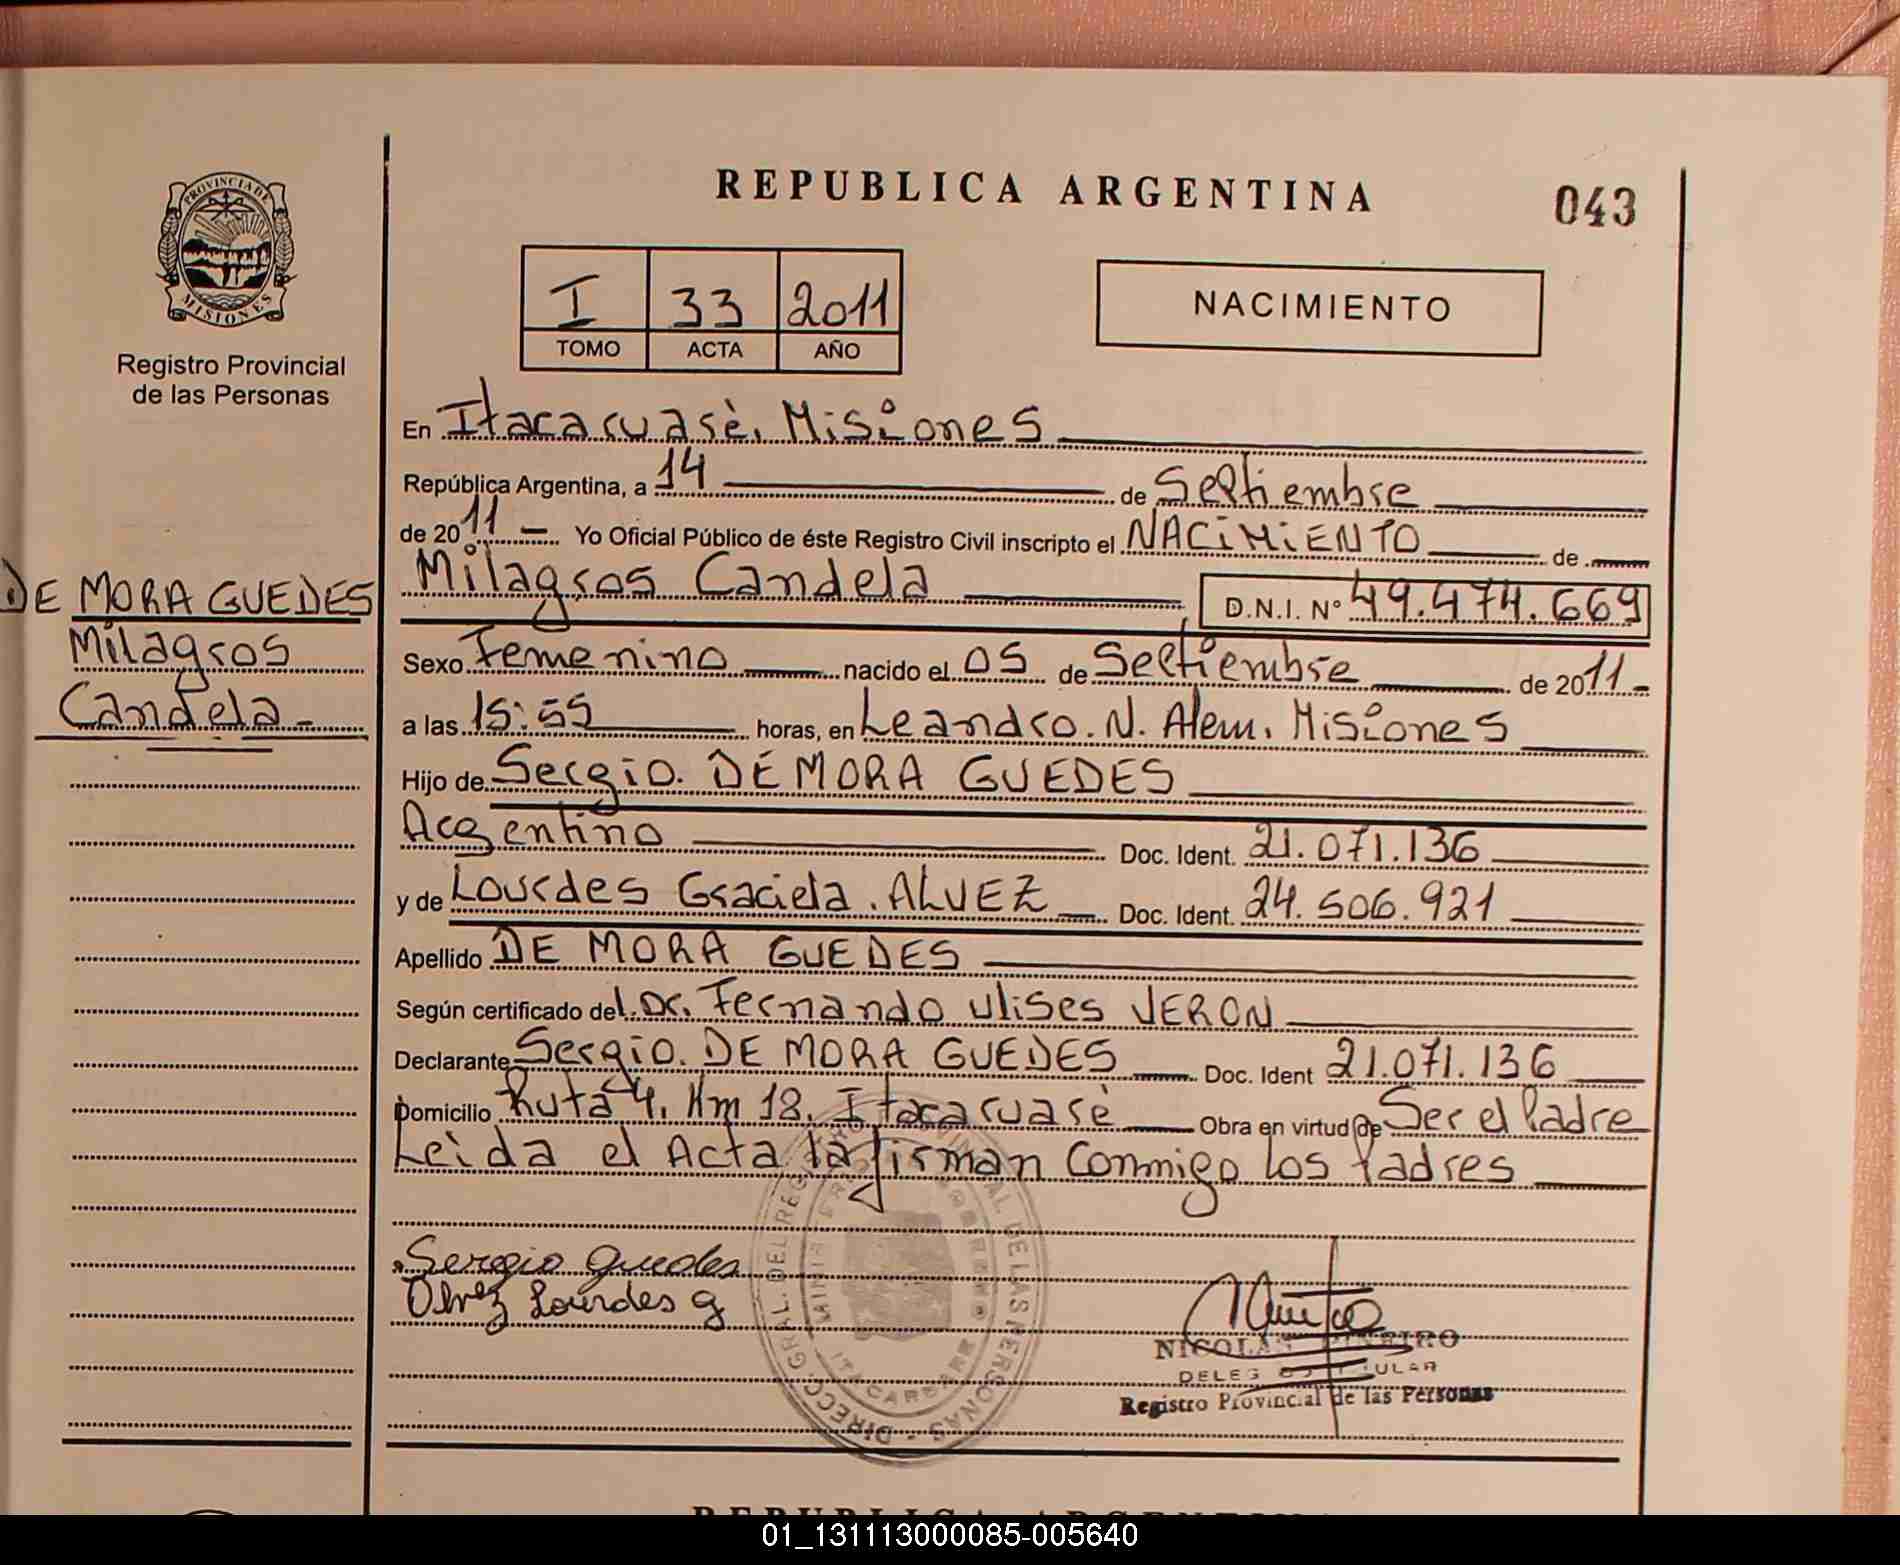 PROVINCIA DE
MISIONES
Registro Provincial
de las Personas
DE MORA GUEDES
Milagros
Candela
REPUBLICA ARGENTINA
043
I 33 2011
TOMO ACTA AÑO
NACIMIENTO
En Itacaruasè, Misiones
República Argentina, a 14 de Septiembre
de 2011 Yo Oficial Público de éste Registro Civil inscripto el NACIMIENTO de
Milagros Candela D.N.I. Nº 49.474.669
Sexo Femenino nacido el 05 de Septiembre de 2011
a las 15:55 horas, en Leandro. N. Alem. Misiones
Hijo de Sergio. DE MORA GUEDES
Argentino Doc. Ident. 21.071.136
y de Lourdes Graciela. ALVEZ Doc. Ident. 24.506.921
Apellido DE MORA GUEDES
Según certificado del Dr. Fernando Ulises VERON
Declarante Sergio. DE MORA GUEDES Doc. Ident 21.071.136
Domicilio Ruta 4. Km 18. Itacaruasè Obra en virtud de Ser el Padre
Leida el Acta la firman Conmigo los Padres
Sergio Guedes
Lourdes g
NICOLAS PIÑEIRO
Registro Provincial de las Personas
REPUBLICA ARGENTINA
01_131113000085-005640